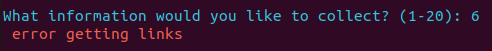 What information would you like to collect? (1-20): 6
error getting links